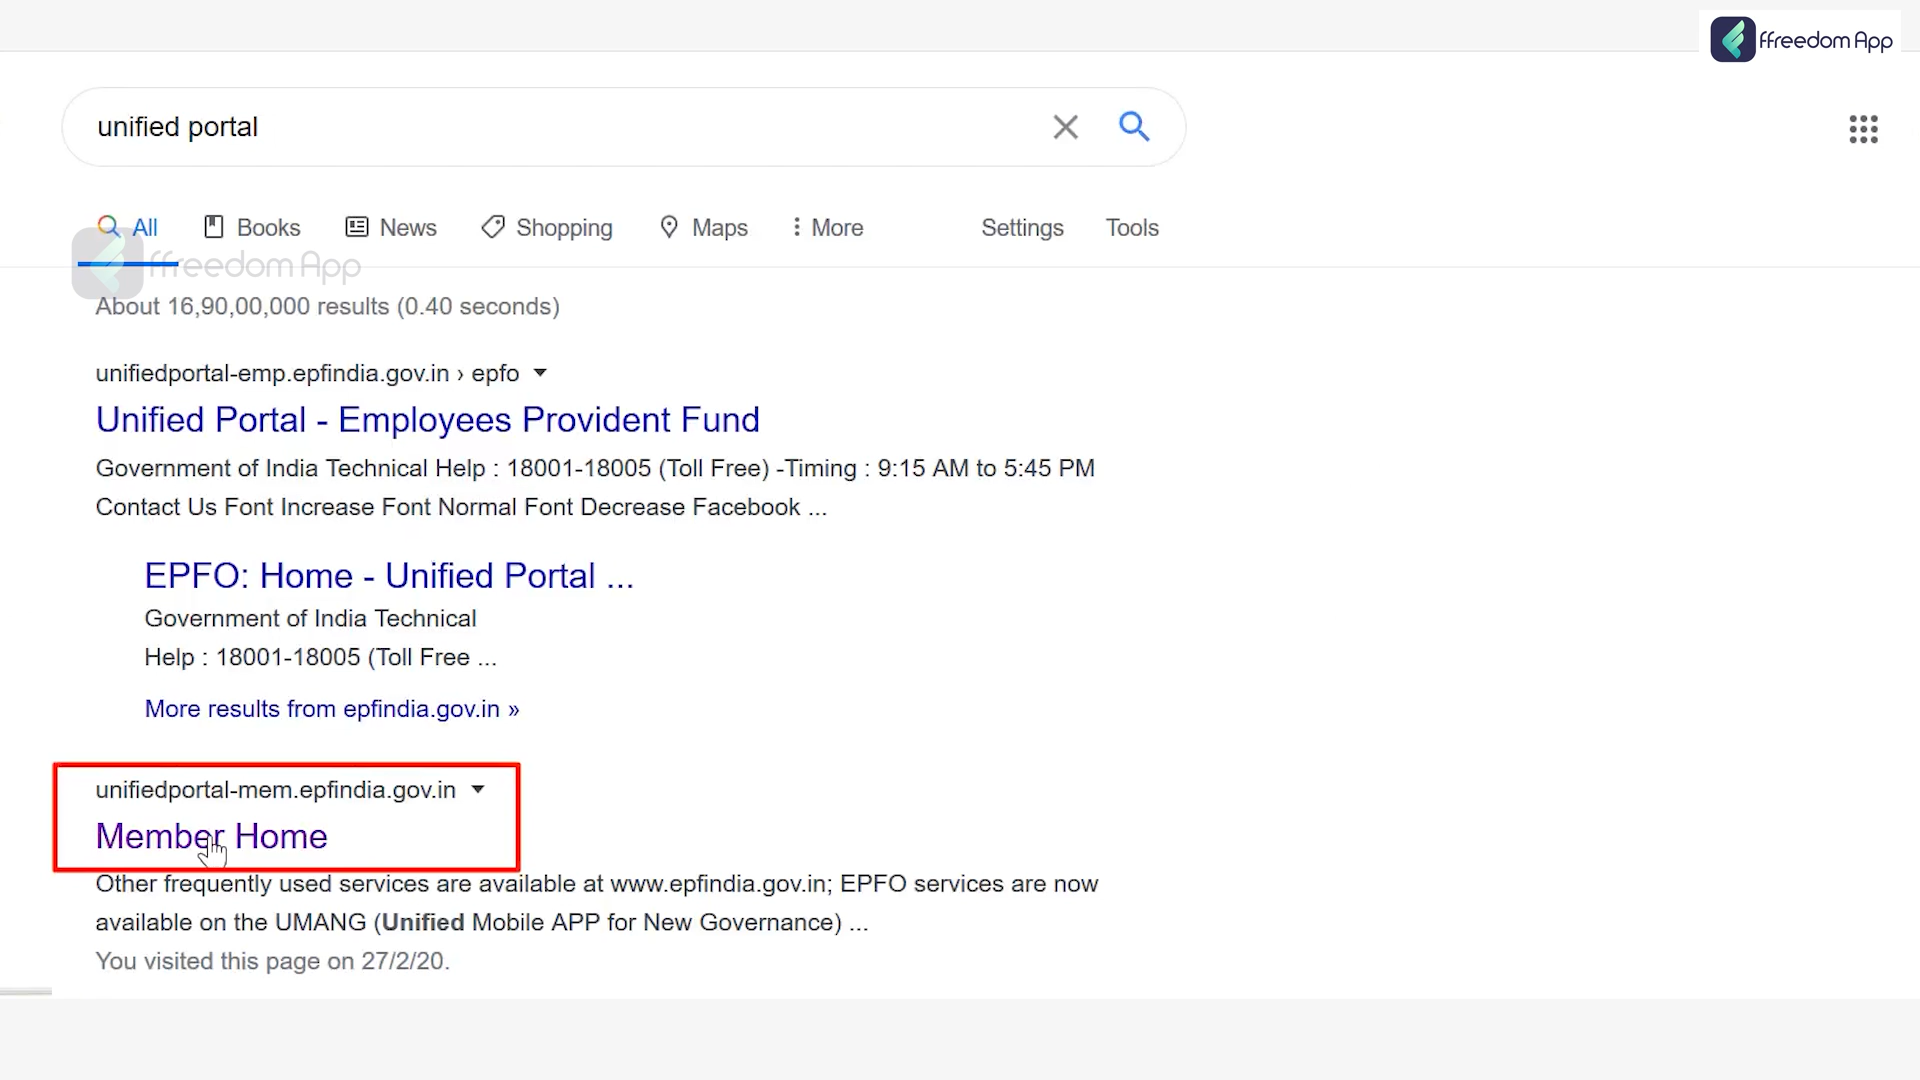 ffreedom App
unified portal
All Books News Shopping Maps More Settings Tools
ffreedom App
About 16,90,00,000 results (0.40 seconds)
unifiedportal-emp.epfindia.gov.in › epfo
Unified Portal - Employees Provident Fund
Government of India Technical Help : 18001-18005 (Toll Free) -Timing : 9:15 AM to 5:45 PM
Contact Us Font Increase Font Normal Font Decrease Facebook ...
EPFO: Home - Unified Portal ...
Government of India Technical
Help : 18001-18005 (Toll Free ...
More results from epfindia.gov.in »
unifiedportal-mem.epfindia.gov.in
Member Home
Other frequently used services are available at www.epfindia.gov.in; EPFO services are now
available on the UMANG (Unified Mobile APP for New Governance) ...
You visited this page on 27/2/20.